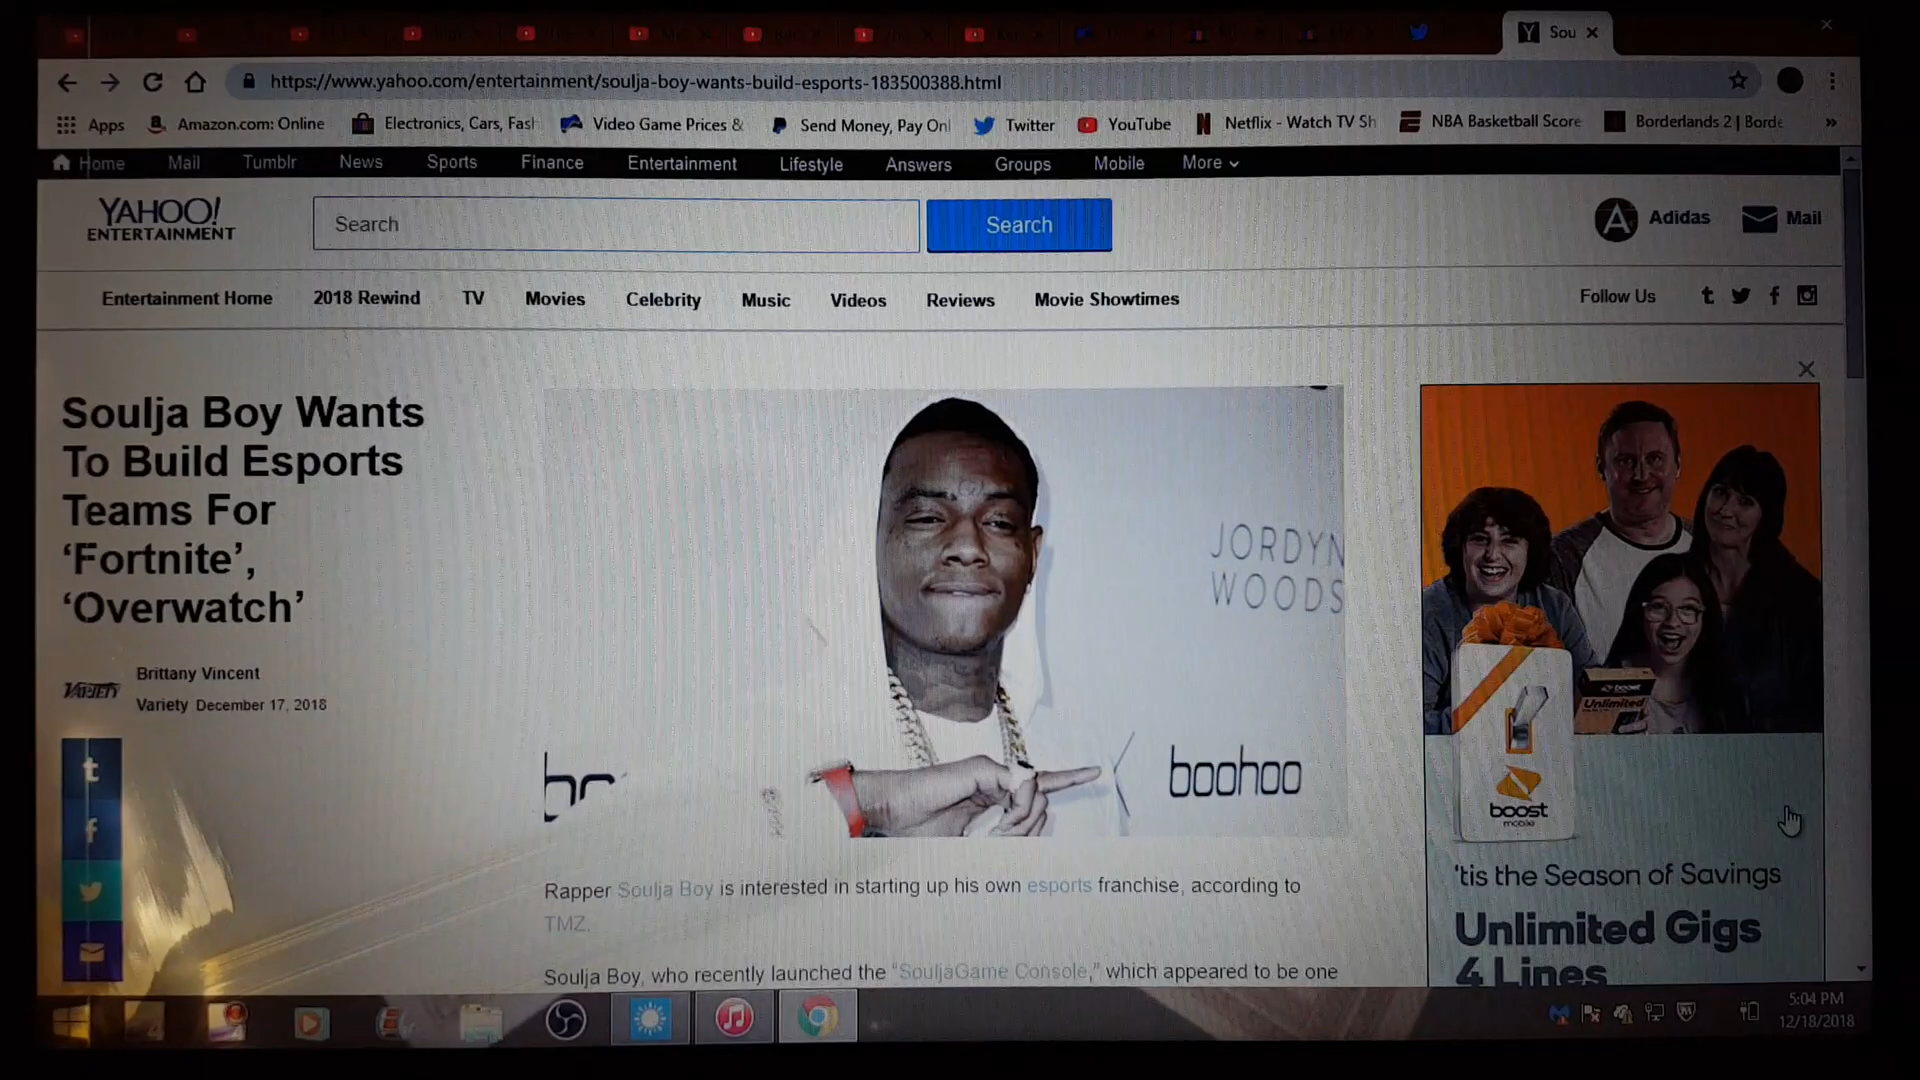 Sou
https://www.yahoo.com/entertainment/soulja-boy-wants-build-esports-183500388.html
Apps Amazon.com: Online Electronics, Cars, Fash Video Game Prices & Send Money, Pay Onl Twitter YouTube Netflix - Watch TV Sh NBA Basketball Score Borderlands 2 | Borde »
Home Mail Tumblr News Sports Finance Entertainment Lifestyle Answers Groups Mobile More
YAHOO!
ENTERTAINMENT
Search
Search
Adidas
Mail
Entertainment Home 2018 Rewind TV Movies Celebrity Music Videos Reviews Movie Showtimes
Follow Us
Soulja Boy Wants
To Build Esports
Teams For
‘Fortnite’,
‘Overwatch’
VARIETY
Brittany Vincent
Variety December 17, 2018
JORDYN
WOODS
boohoo
boost
Unlimited
boost
mobile
'tis the Season of Savings
Unlimited Gigs
4 Lines
Rapper Soulja Boy is interested in starting up his own esports franchise, according to
TMZ.
Soulja Boy, who recently launched the “SouljaGame Console,” which appeared to be one
5:04 PM
12/18/2018